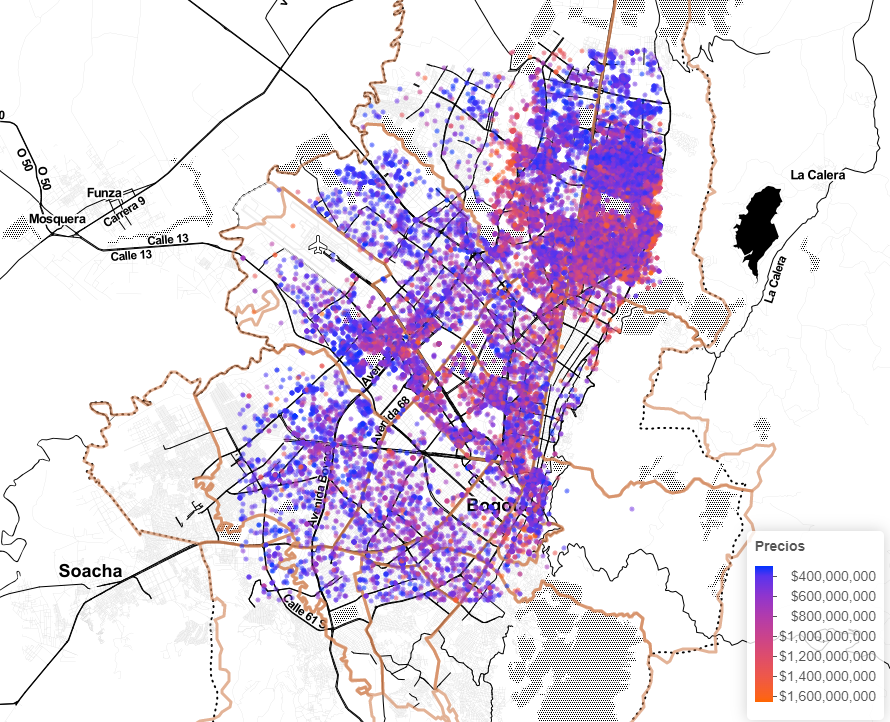 La Calera
Funza
O 50
O 50
Carrera 9
Mosquera
Calle 13
Calle 13
La Calera
Avenida 68
Avenida
Bogot
Soacha
Calle 61 S
Precios
$400,000,000
$600,000,000
$800,000,000
$1,000,000,000
$1,200,000,000
$1,400,000,000
$1,600,000,000